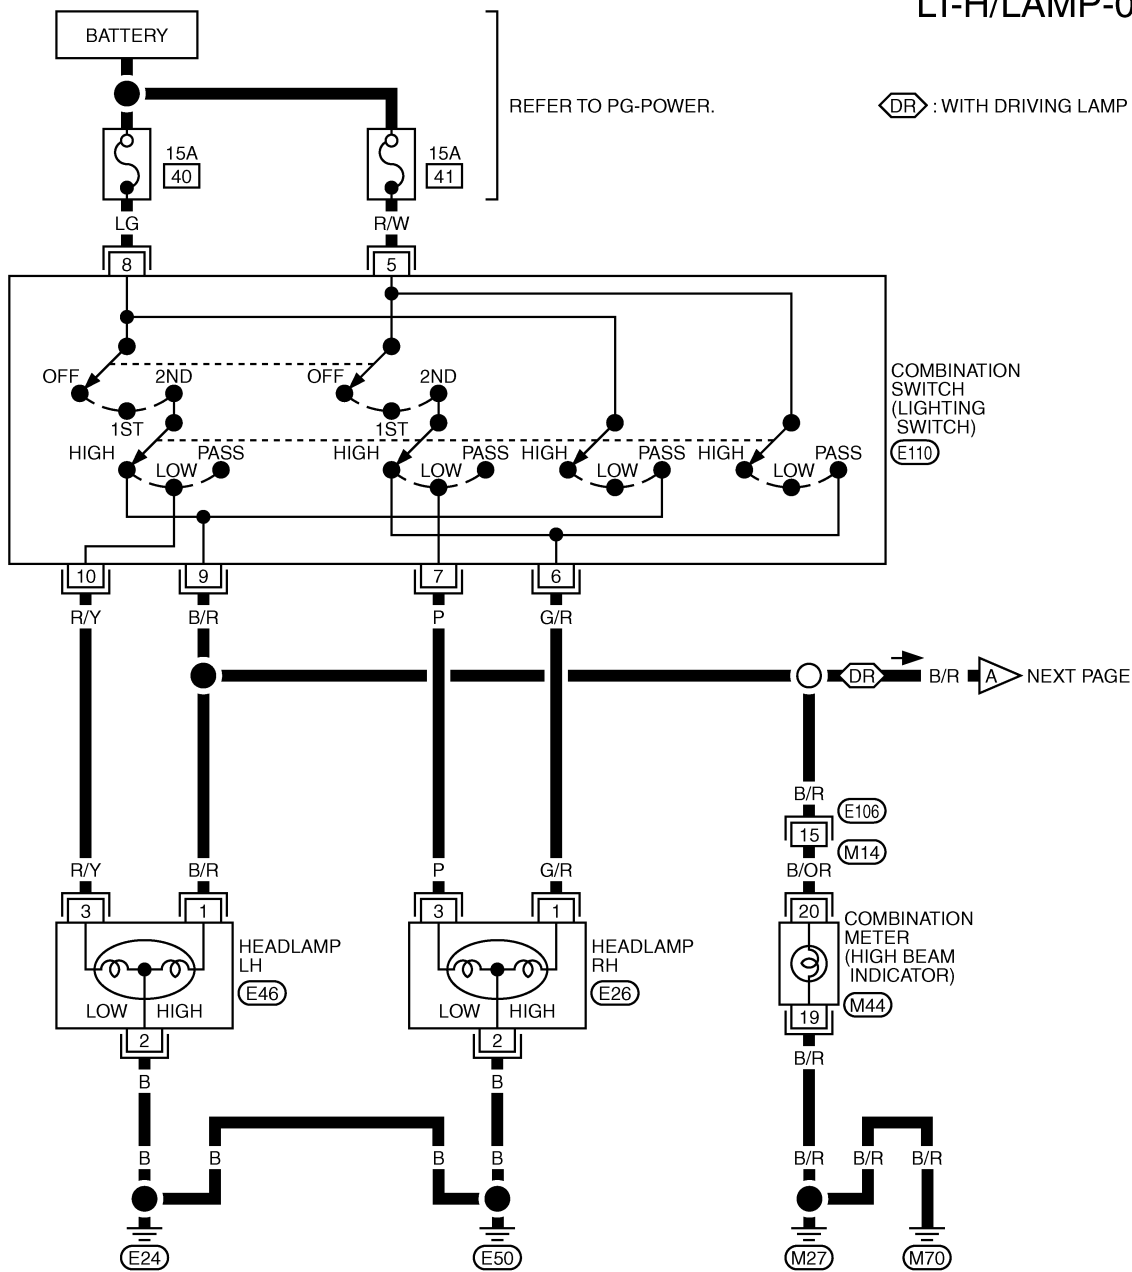 LT-H/LAMP-0
BATTERY
REFER TO PG-POWER.
DR : WITH DRIVING LAMP
15A
40
15A
41
LG
R/W
8
5
OFF
2ND
1ST
OFF
2ND
1ST
COMBINATION
SWITCH
(LIGHTING
SWITCH)
E110
HIGH
LOW
PASS
HIGH
LOW
PASS
HIGH
LOW
PASS
HIGH
LOW
PASS
10
9
7
6
R/Y
B/R
P
G/R
DR
B/R
A
NEXT PAGE
B/R
E106
15
M14
R/Y
B/R
P
G/R
B/OR
3
1
3
1
20
HEADLAMP
LH
E46
LOW
HIGH
HEADLAMP
RH
E26
LOW
HIGH
COMBINATION
METER
(HIGH BEAM
INDICATOR)
M44
2
2
19
B
B
B/R
B
B
B
B
B/R
B/R
B/R
E24
E50
M27
M70